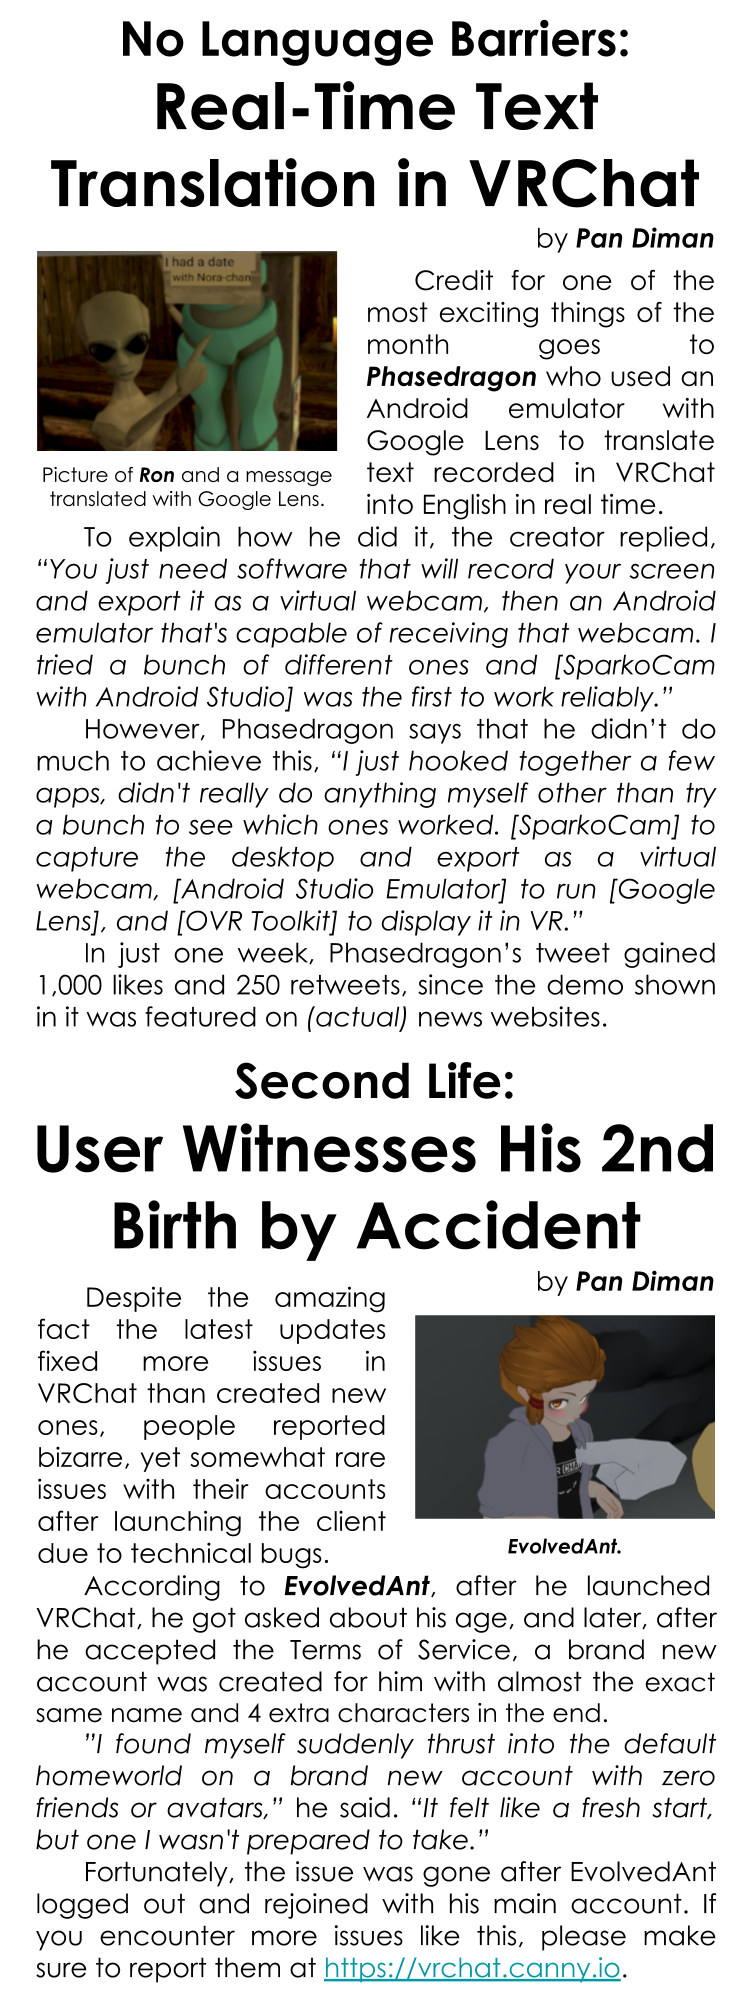 No Language Barriers:
Real-Time Text
Translation in VRChat
by Pan Diman
I had a date
with Nora-chan
Picture of Ron and a message
translated with Google Lens.
Credit for one of the
most exciting things of the
month goes to
Phasedragon who used an
Android emulator with
Google Lens to translate
text recorded in VRChat
into English in real time.
To explain how he did it, the creator replied,
“You just need software that will record your screen
and export it as a virtual webcam, then an Android
emulator that's capable of receiving that webcam. I
tried a bunch of different ones and [SparkoCam
with Android Studio] was the first to work reliably.”
However, Phasedragon says that he didn’t do
much to achieve this, “I just hooked together a few
apps, didn't really do anything myself other than try
a bunch to see which ones worked. [SparkoCam] to
capture the desktop and export as a virtual
webcam, [Android Studio Emulator] to run [Google
Lens], and [OVR Toolkit] to display it in VR.”
In just one week, Phasedragon’s tweet gained
1,000 likes and 250 retweets, since the demo shown
in it was featured on (actual) news websites.
Second Life:
User Witnesses His 2nd
Birth by Accident
by Pan Diman
Despite the amazing
fact the latest updates
fixed more issues in
VRChat than created new
ones, people reported
bizarre, yet somewhat rare
issues with their accounts
after launching the client
due to technical bugs.
EvolvedAnt.
According to EvolvedAnt, after he launched
VRChat, he got asked about his age, and later, after
he accepted the Terms of Service, a brand new
account was created for him with almost the exact
same name and 4 extra characters in the end.
”I found myself suddenly thrust into the default
homeworld on a brand new account with zero
friends or avatars,” he said. “It felt like a fresh start,
but one I wasn't prepared to take.”
Fortunately, the issue was gone after EvolvedAnt
logged out and rejoined with his main account. If
you encounter more issues like this, please make
sure to report them at https://vrchat.canny.io.